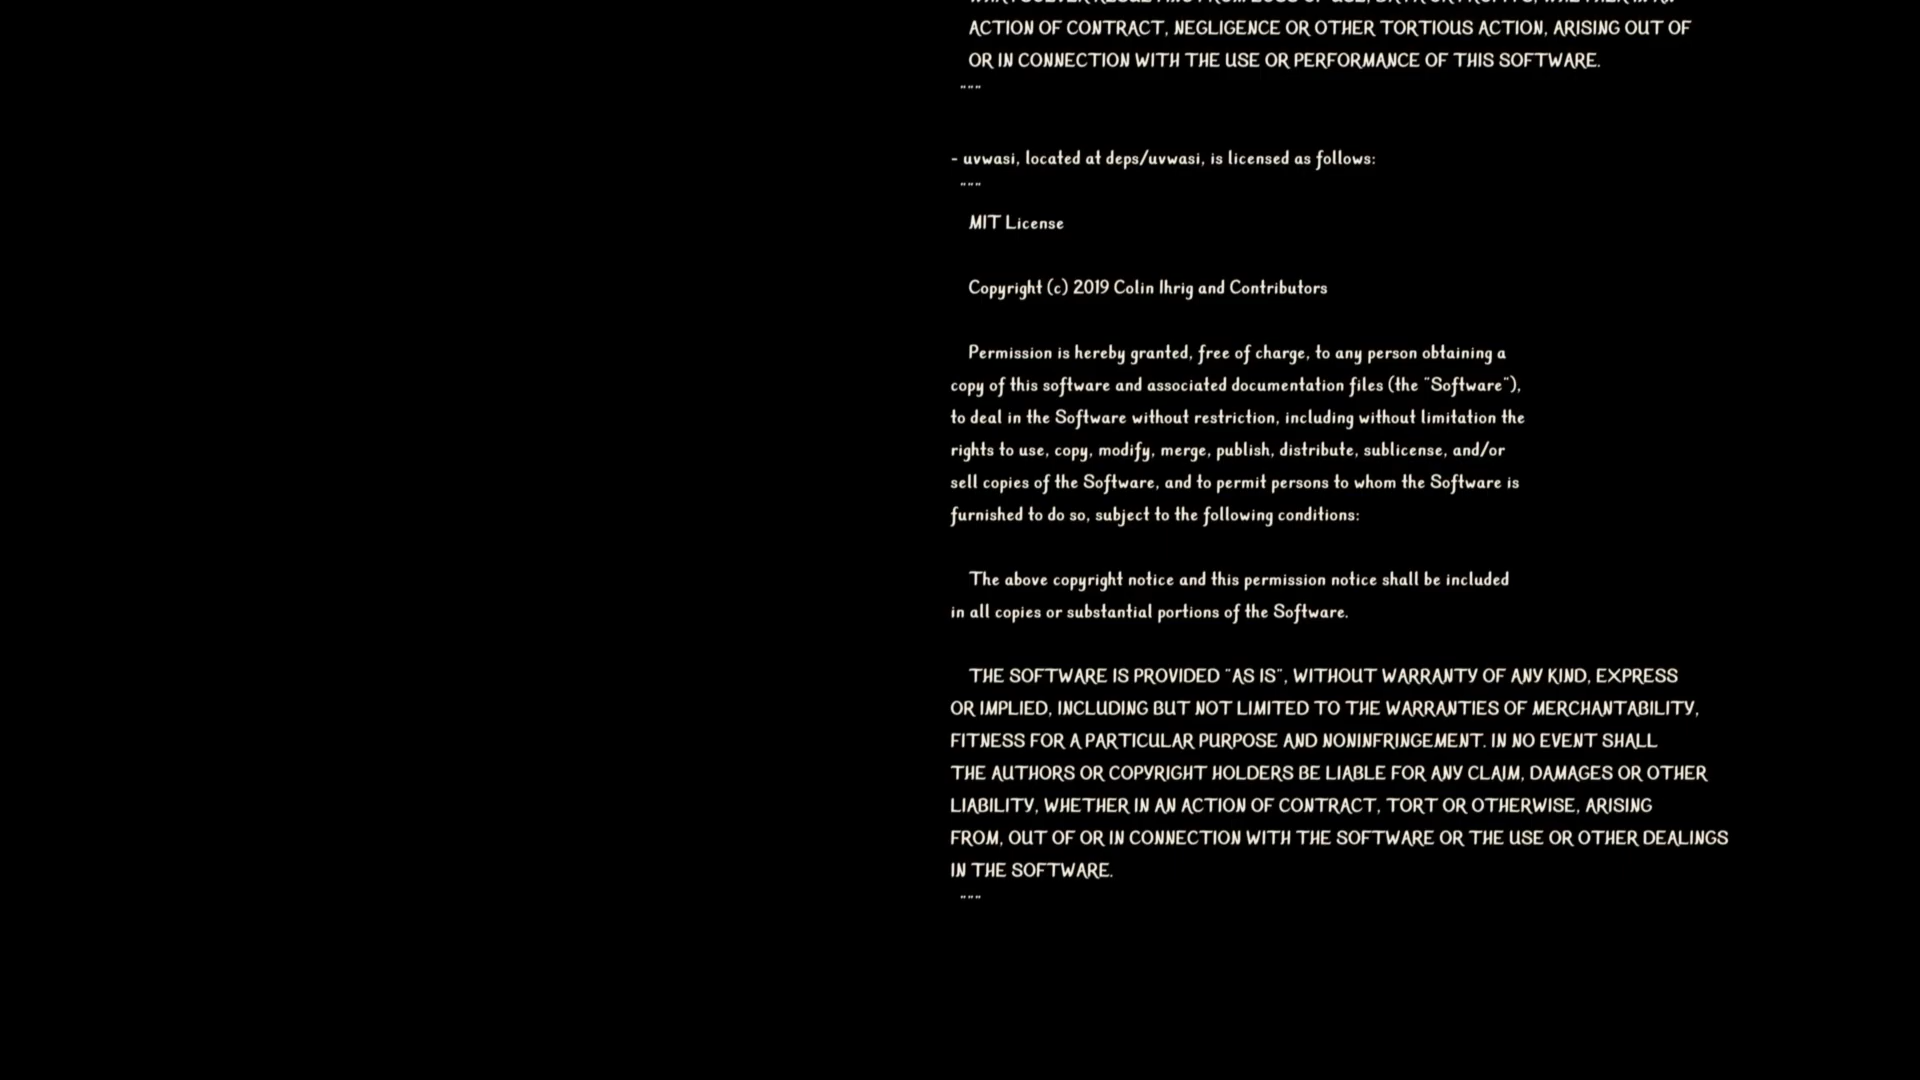 ACTION OF CONTRACT, NEGLIGENCE OR OTHER TORTIOUS ACTION, ARISING OUT OF
OR IN CONNECTION WITH THE USE OR PERFORMANCE OF THIS SOFTWARE.
"""
- uvwasi, located at deps/uvwasi, is licensed as follows:
"""
MIT License
Copyright (c) 2019 Colin Ihrig and Contributors
Permission is hereby granted, free of charge, to any person obtaining a
copy of this software and associated documentation files (the "Software"),
to deal in the Software without restriction, including without limitation the
rights to use, copy, modify, merge, publish, distribute, sublicense, and/or
sell copies of the Software, and to permit persons to whom the Software is
furnished to do so, subject to the following conditions:
The above copyright notice and this permission notice shall be included
in all copies or substantial portions of the Software.
THE SOFTWARE IS PROVIDED "AS IS", WITHOUT WARRANTY OF ANY KIND, EXPRESS
OR IMPLIED, INCLUDING BUT NOT LIMITED TO THE WARRANTIES OF MERCHANTABILITY,
FITNESS FOR A PARTICULAR PURPOSE AND NONINFRINGEMENT. IN NO EVENT SHALL
THE AUTHORS OR COPYRIGHT HOLDERS BE LIABLE FOR ANY CLAIM, DAMAGES OR OTHER
LIABILITY, WHETHER IN AN ACTION OF CONTRACT, TORT OR OTHERWISE, ARISING
FROM, OUT OF OR IN CONNECTION WITH THE SOFTWARE OR THE USE OR OTHER DEALINGS
IN THE SOFTWARE.
"""